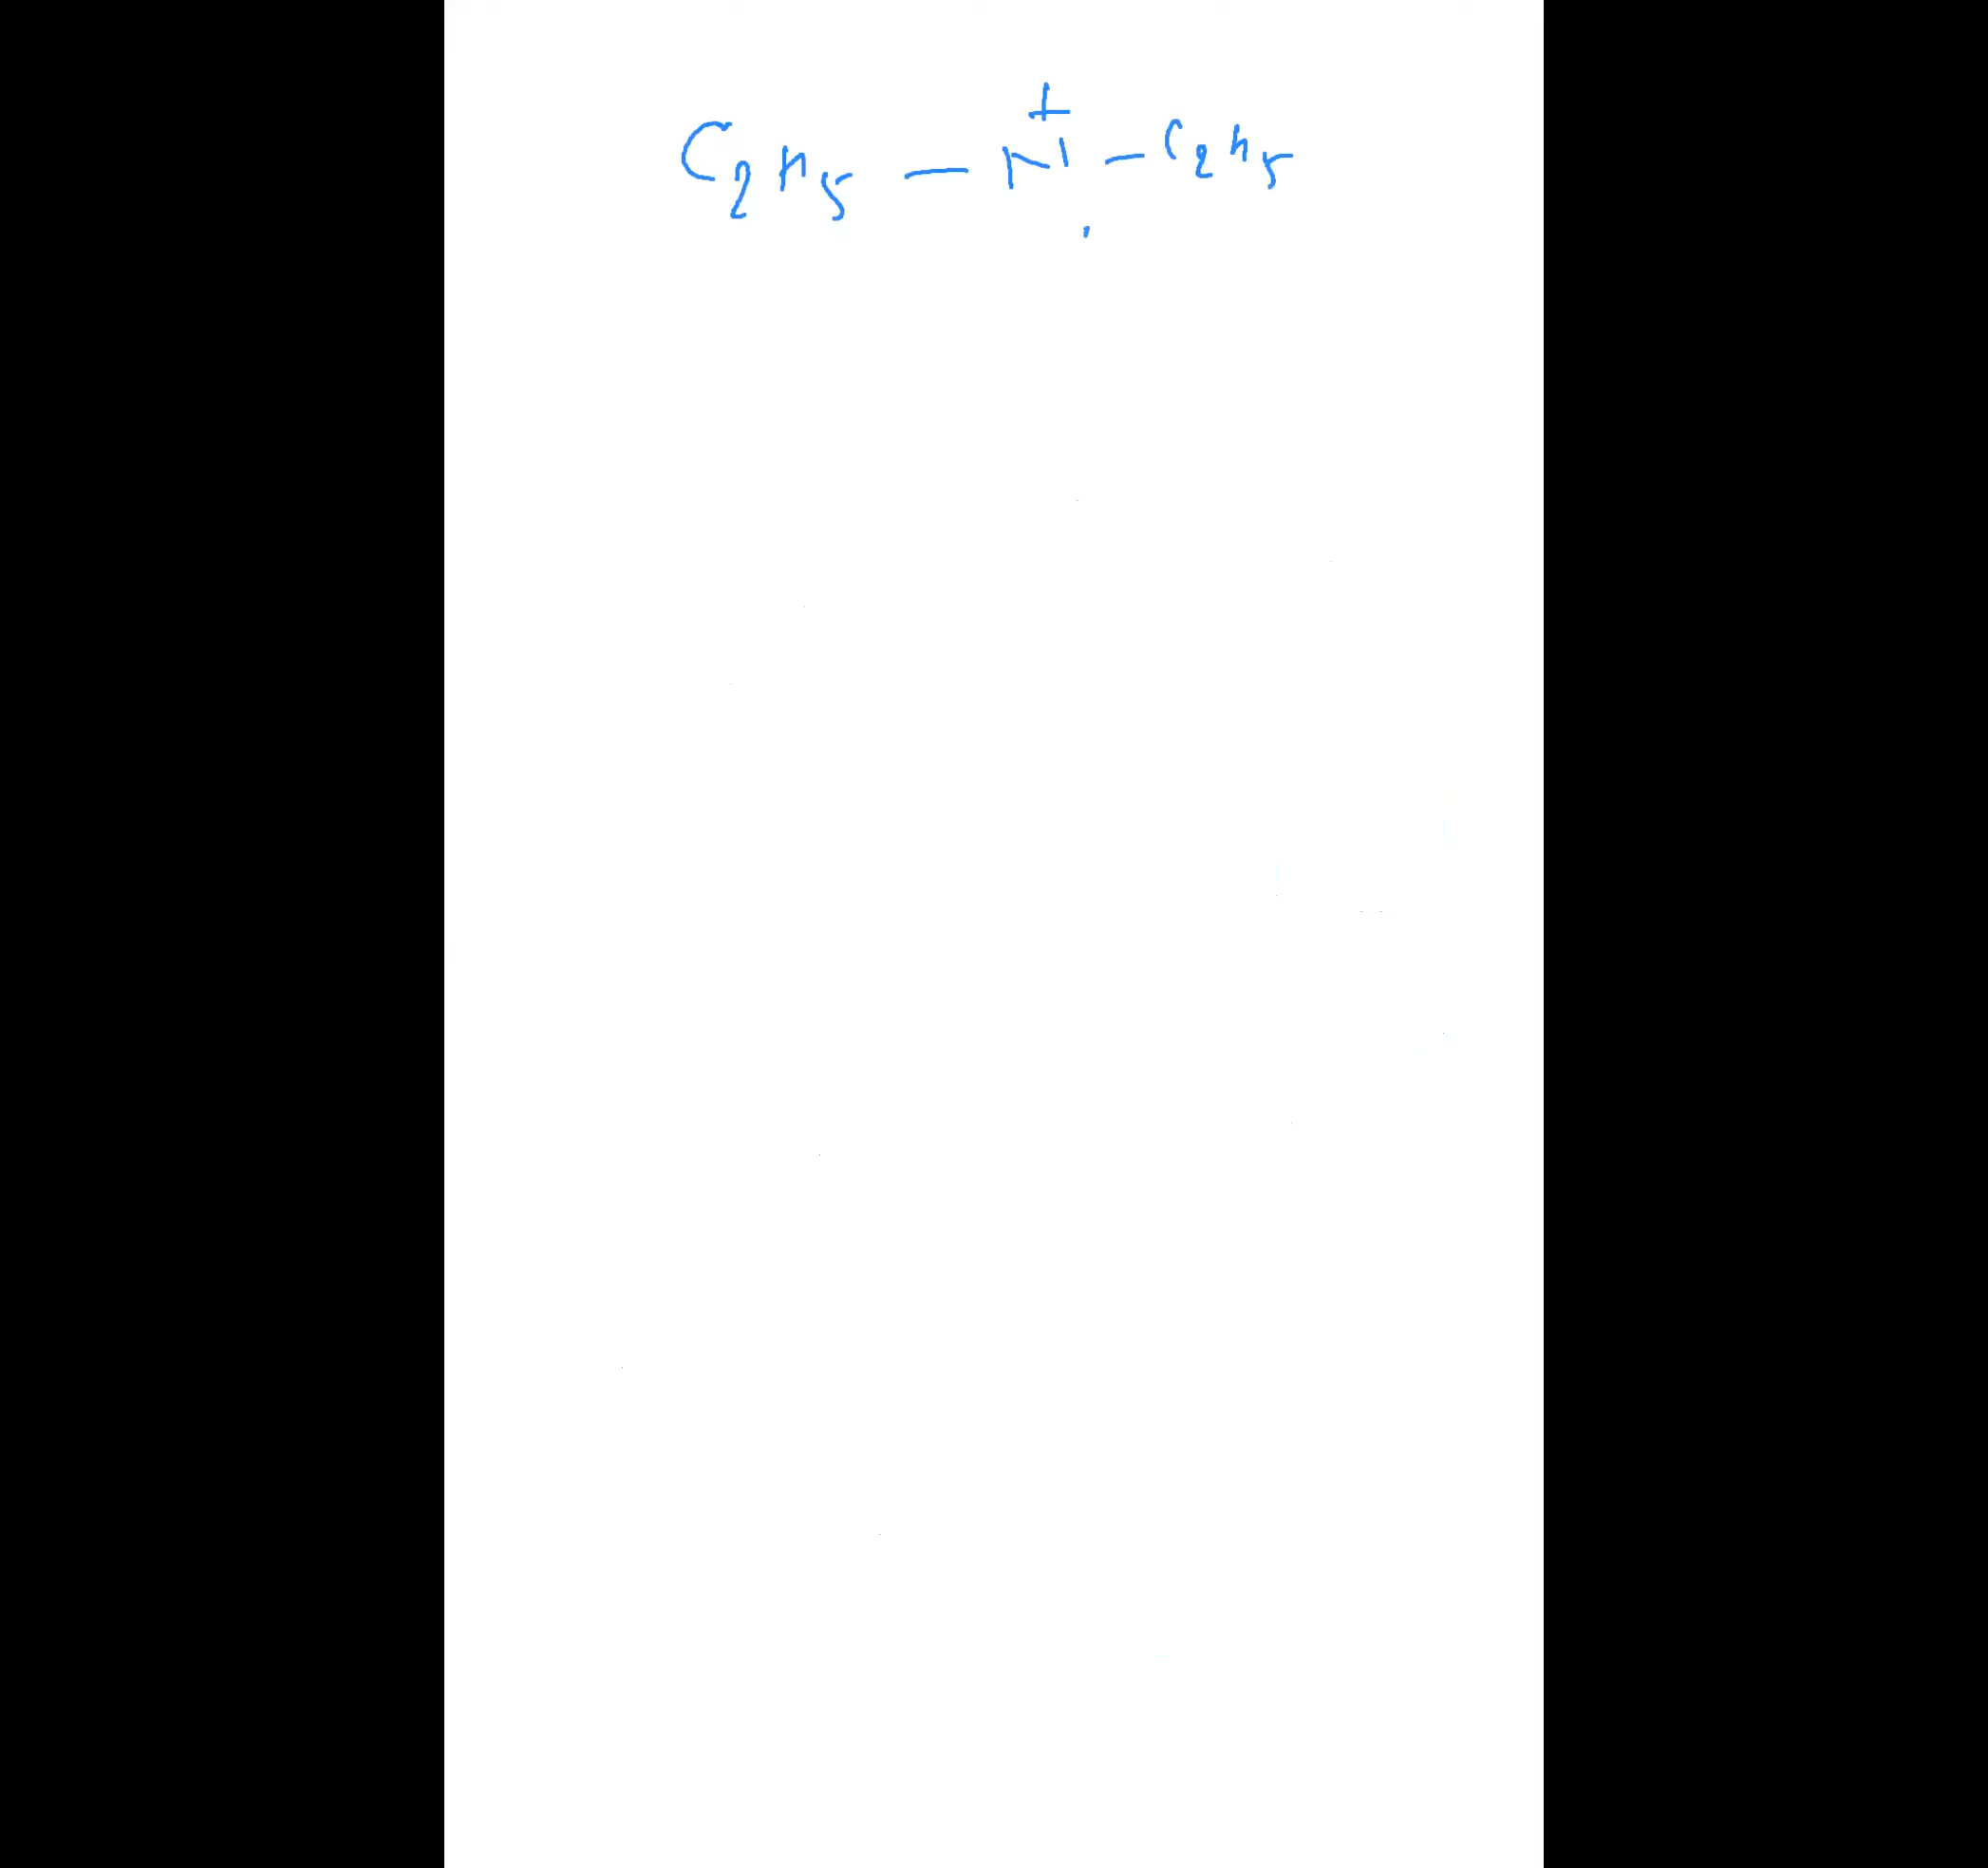 C₂H₅ — N⁺ — C₂H₅